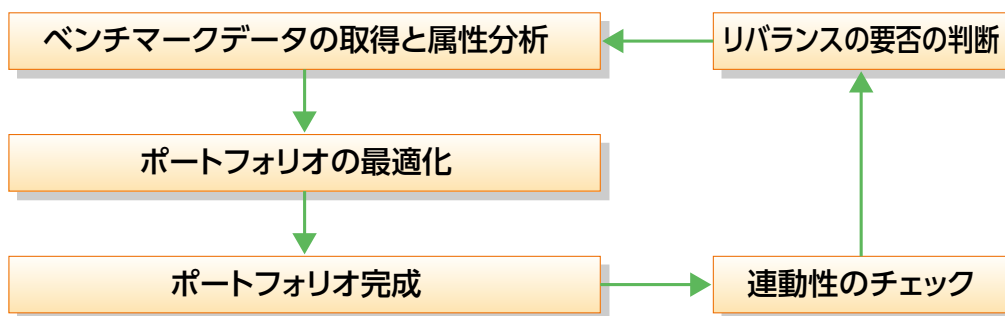 ベンチマークデータの取得と属性分析
リバランスの要否の判断
ポートフォリオの最適化
ポートフォリオ完成
連動性のチェック